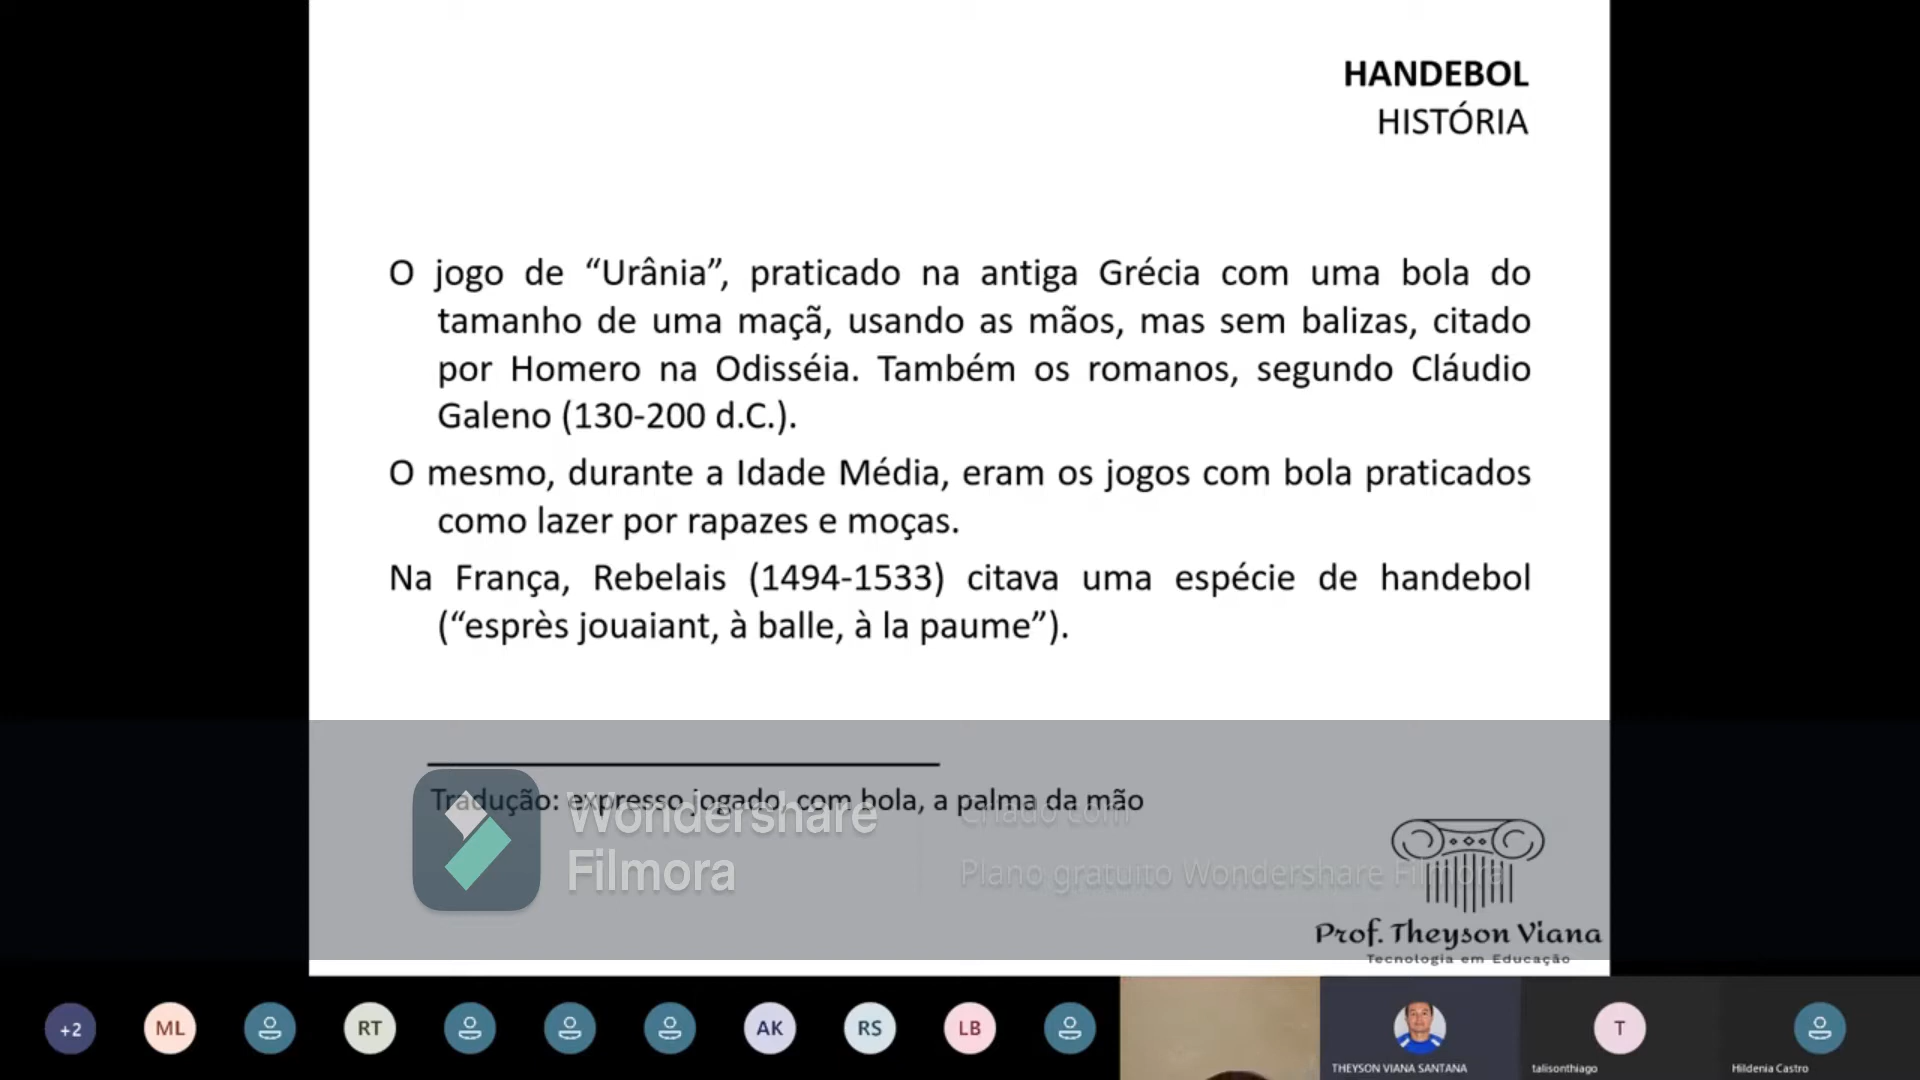 HANDEBOL
HISTÓRIA
O jogo de “Urânia”, praticado na antiga Grécia com uma bola do
tamanho de uma maçã, usando as mãos, mas sem balizas, citado
por Homero na Odisséia. Também os romanos, segundo Cláudio
Galeno (130-200 d.C.).
O mesmo, durante a Idade Média, eram os jogos com bola praticados
como lazer por rapazes e moças.
Na França, Rebelais (1494-1533) citava uma espécie de handebol
(“esprès jouaiant, à balle, à la paume”).
Tradução: expresso jogado, com bola, a palma da mão
Wondershare
Filmora
Criado com
Plano gratuito Wondershare Filmora
Prof. Theyson Viana
Tecnologia em Educação
+2
ML
RT
AK
RS
LB
T
THEYSON VIANA SANTANA
talisonthiago
Hildenia Castro